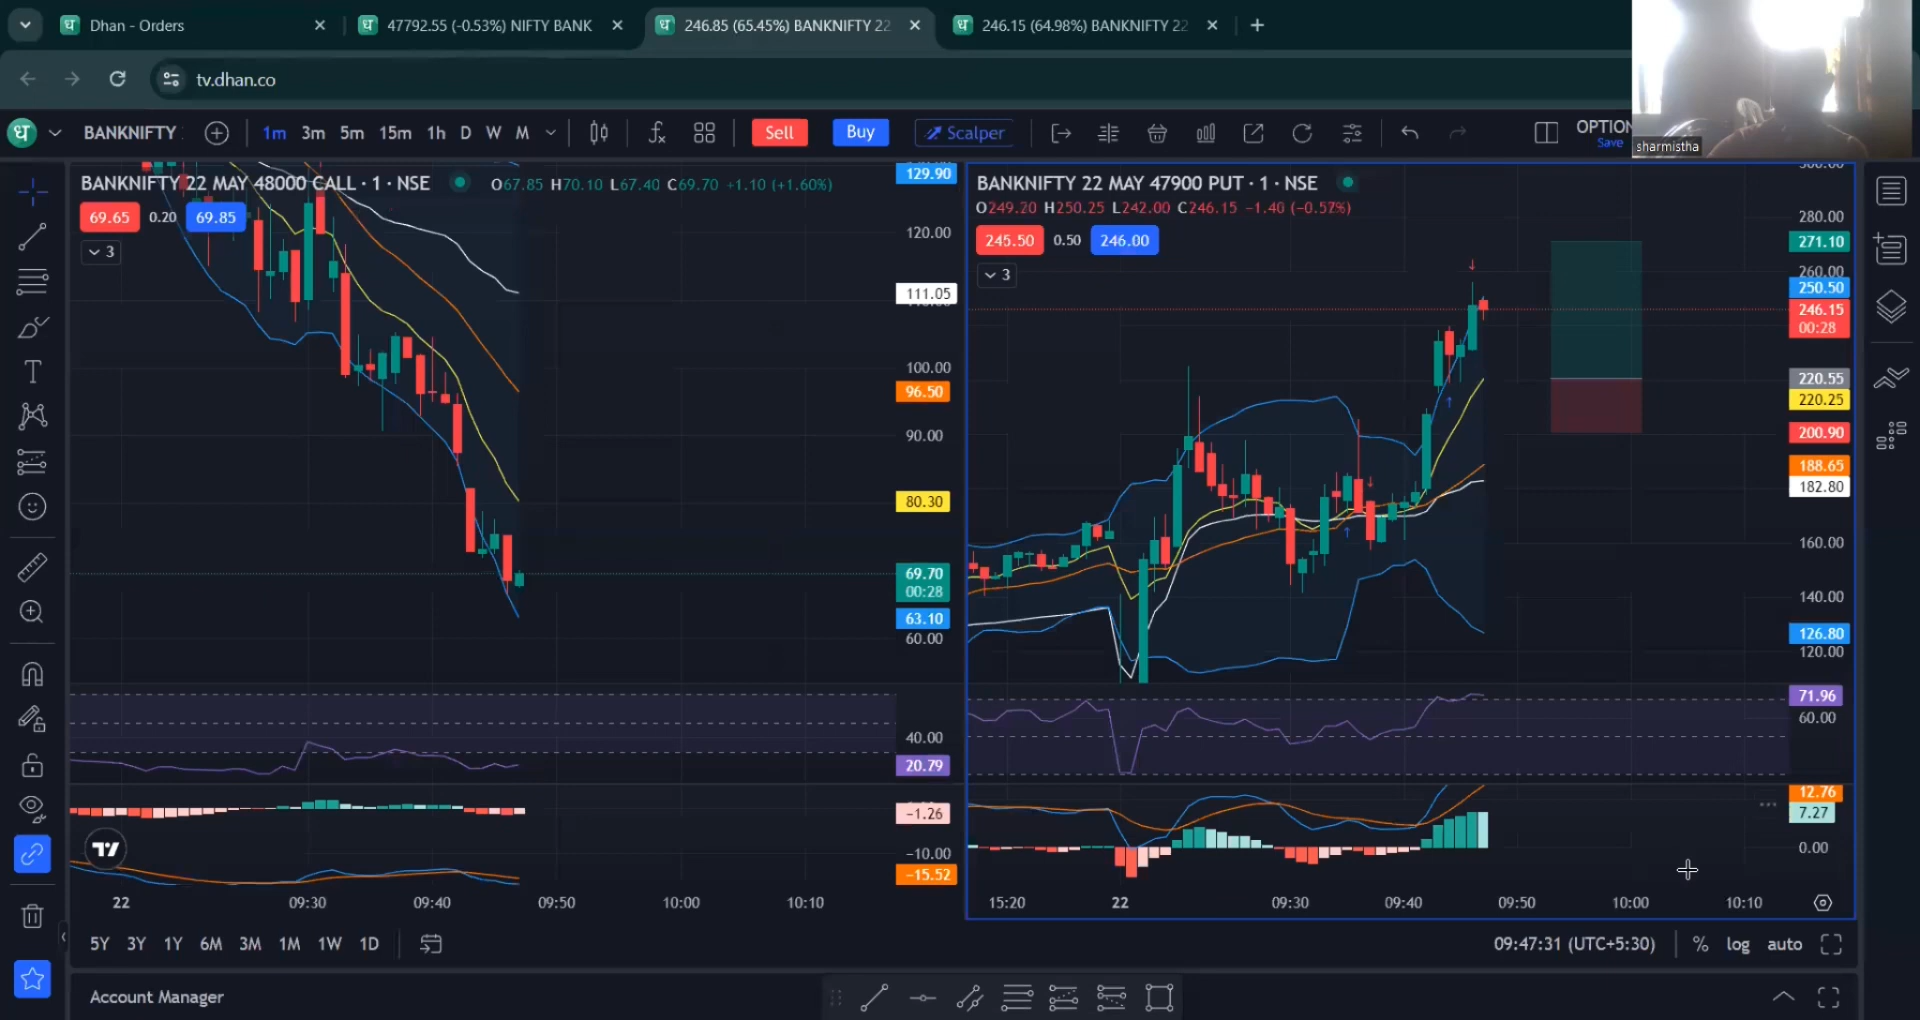 ध Dhan - Orders
ध 47792.55 (-0.53%) NIFTY BANK
ध 246.85 (65.45%) BANKNIFTY 22
ध 246.15 (64.98%) BANKNIFTY 22
tv.dhan.co
sharmistha
ध BANKNIFTY 1m 3m 5m 15m 1h D W M Sell Buy Scalper
Save
BANKNIFTY 22 MAY 48000 CALL · 1 · NSE O67.85 H70.10 L67.40 C69.70 +1.10 (+1.60%)
69.65 0.20 69.85
3
129.90
120.00
111.05
100.00
96.50
90.00
80.30
69.70
00:28
63.10
60.00
40.00
20.79
−1.26
−10.00
−15.52
22 09:30 09:40 09:50 10:00 10:10
BANKNIFTY 22 MAY 47900 PUT · 1 · NSE
O249.20 H250.25 L242.00 C246.15 −1.40 (−0.57%)
245.50 0.50 246.00
3
280.00
271.10
260.00
250.50
246.15
00:28
220.55
220.25
200.90
188.65
182.80
160.00
140.00
126.80
120.00
71.96
60.00
12.76
7.27
0.00
15:20 22 09:30 09:40 09:50 10:00 10:10
5Y 3Y 1Y 6M 3M 1M 1W 1D
09:47:31 (UTC+5:30) % log auto
Account Manager